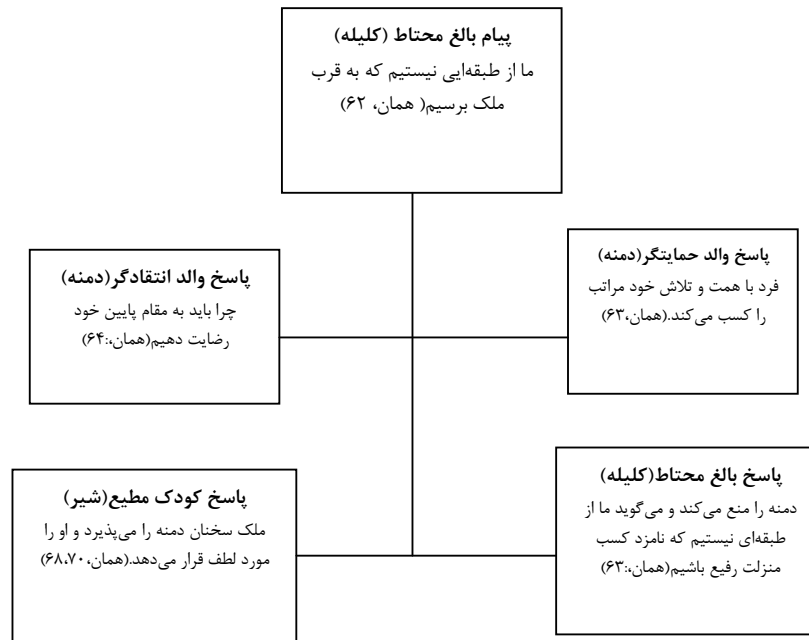 پیام بالغ محتاط (کلیله)
ما از طبقه‌ایی نیستیم که به قرب
ملک برسیم( همان، ۶۲)
پاسخ والد حمایتگر(دمنه)
فرد با همت و تلاش خود مراتب
را کسب می‌کند.(همان،۶۳)
پاسخ والد انتقادگر(دمنه)
چرا باید به مقام پایین خود
رضایت دهیم(همان،:۶۴)
پاسخ بالغ محتاط(کلیله)
دمنه را منع می‌کند و می‌گوید ما از
طبقه‌ای نیستیم که نامزد کسب
منزلت رفیع باشیم(همان،:۶۳)
پاسخ کودک مطیع(شیر)
ملک سخنان دمنه را می‌پذیرد و او را
مورد لطف قرار می‌دهد.(همان،۶۸،۷۰)